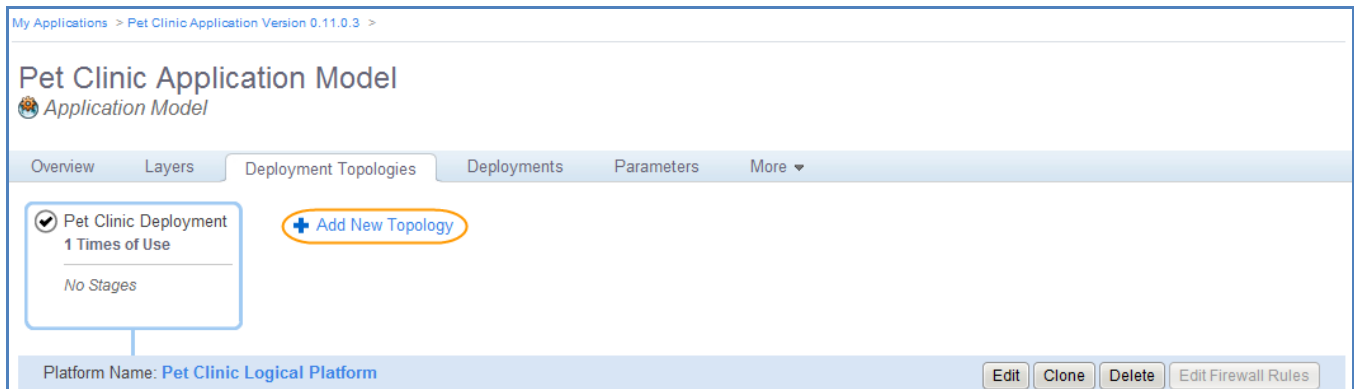 My Applications > Pet Clinic Application Version 0.11.0.3 >
Pet Clinic Application Model
Application Model
Overview Layers Deployment Topologies Deployments Parameters More
Pet Clinic Deployment
1 Times of Use
No Stages
Add New Topology
Platform Name: Pet Clinic Logical Platform Edit Clone Delete Edit Firewall Rules